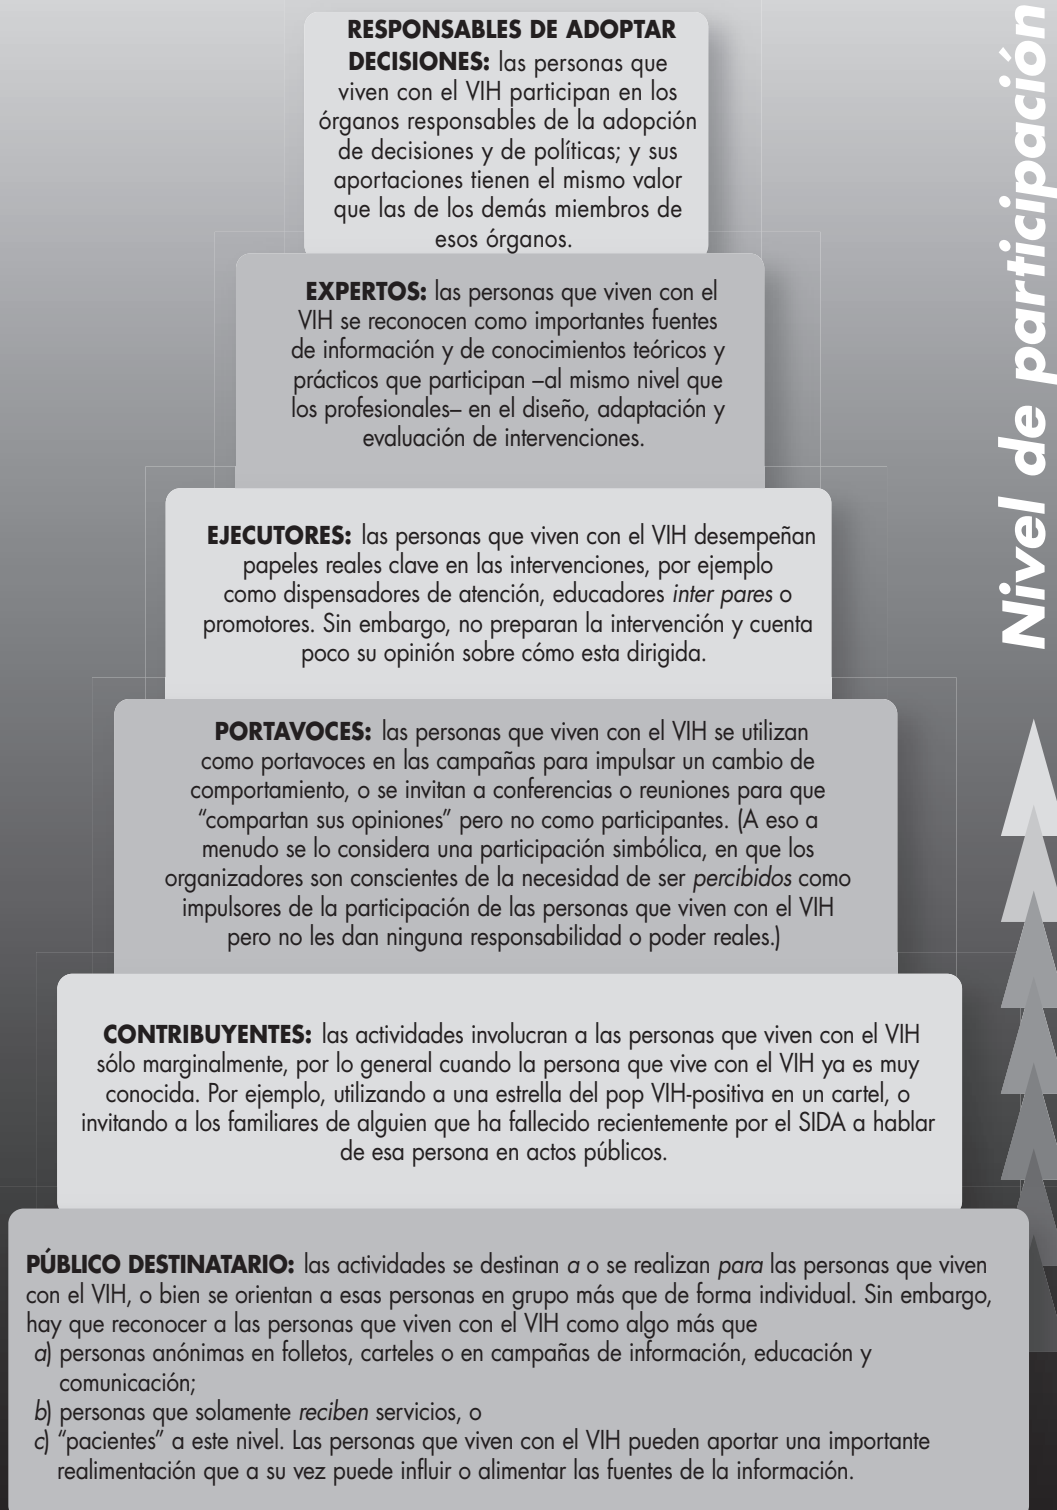 RESPONSABLES DE ADOPTAR
DECISIONES: las personas que
viven con el VIH participan en los
órganos responsables de la adopción
de decisiones y de políticas; y sus
aportaciones tienen el mismo valor
que las de los demás miembros de
esos órganos.
EXPERTOS: las personas que viven con el
VIH se reconocen como importantes fuentes
de información y de conocimientos teóricos y
prácticos que participan –al mismo nivel que
los profesionales– en el diseño, adaptación y
evaluación de intervenciones.
EJECUTORES: las personas que viven con el VIH desempeñan
papeles reales clave en las intervenciones, por ejemplo
como dispensadores de atención, educadores inter pares o
promotores. Sin embargo, no preparan la intervención y cuenta
poco su opinión sobre cómo esta dirigida.
PORTAVOCES: las personas que viven con el VIH se utilizan
como portavoces en las campañas para impulsar un cambio de
comportamiento, o se invitan a conferencias o reuniones para que
“compartan sus opiniones” pero no como participantes. (A eso a
menudo se lo considera una participación simbólica, en que los
organizadores son conscientes de la necesidad de ser percibidos como
impulsores de la participación de las personas que viven con el VIH
pero no les dan ninguna responsabilidad o poder reales.)
CONTRIBUYENTES: las actividades involucran a las personas que viven con el VIH
sólo marginalmente, por lo general cuando la persona que vive con el VIH ya es muy
conocida. Por ejemplo, utilizando a una estrella del pop VIH-positiva en un cartel, o
invitando a los familiares de alguien que ha fallecido recientemente por el SIDA a hablar
de esa persona en actos públicos.
PÚBLICO DESTINATARIO: las actividades se destinan a o se realizan para las personas que viven
con el VIH, o bien se orientan a esas personas en grupo más que de forma individual. Sin embargo,
hay que reconocer a las personas que viven con el VIH como algo más que
a) personas anónimas en folletos, carteles o en campañas de información, educación y
comunicación;
b) personas que solamente reciben servicios, o
c) “pacientes” a este nivel. Las personas que viven con el VIH pueden aportar una importante
realimentación que a su vez puede influir o alimentar las fuentes de la información.
Nivel de participación